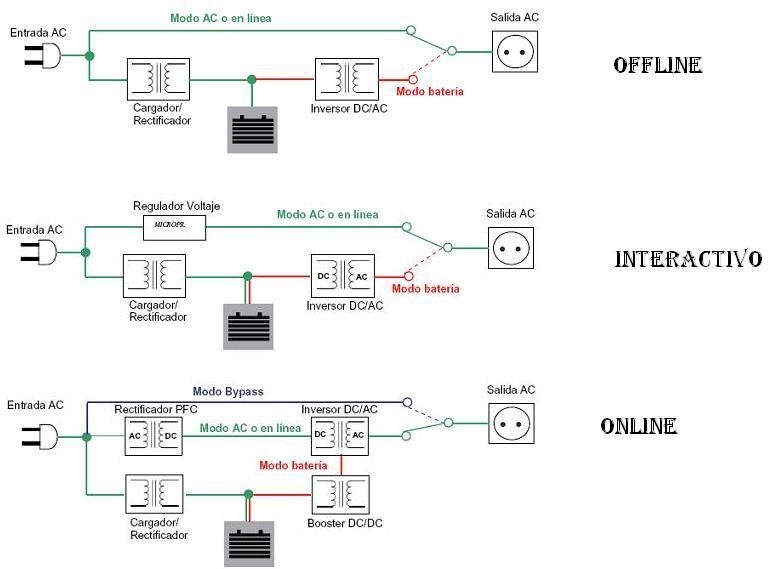 Modo AC o en línea
Salida AC
Entrada AC
OFFLINE
Modo batería
Cargador/
Rectificador
Inversor DC/AC
Regulador Voltaje
MICROPR.
Modo AC o en línea
Salida AC
Entrada AC
INTERACTIVO
DC AC
Modo batería
Cargador/
Rectificador
Inversor DC/AC
Modo Bypass
Salida AC
Entrada AC
Rectificador PFC
Inversor DC/AC
ONLINE
AC DC
Modo AC o en línea
DC AC
Modo batería
Cargador/
Rectificador
Booster DC/DC